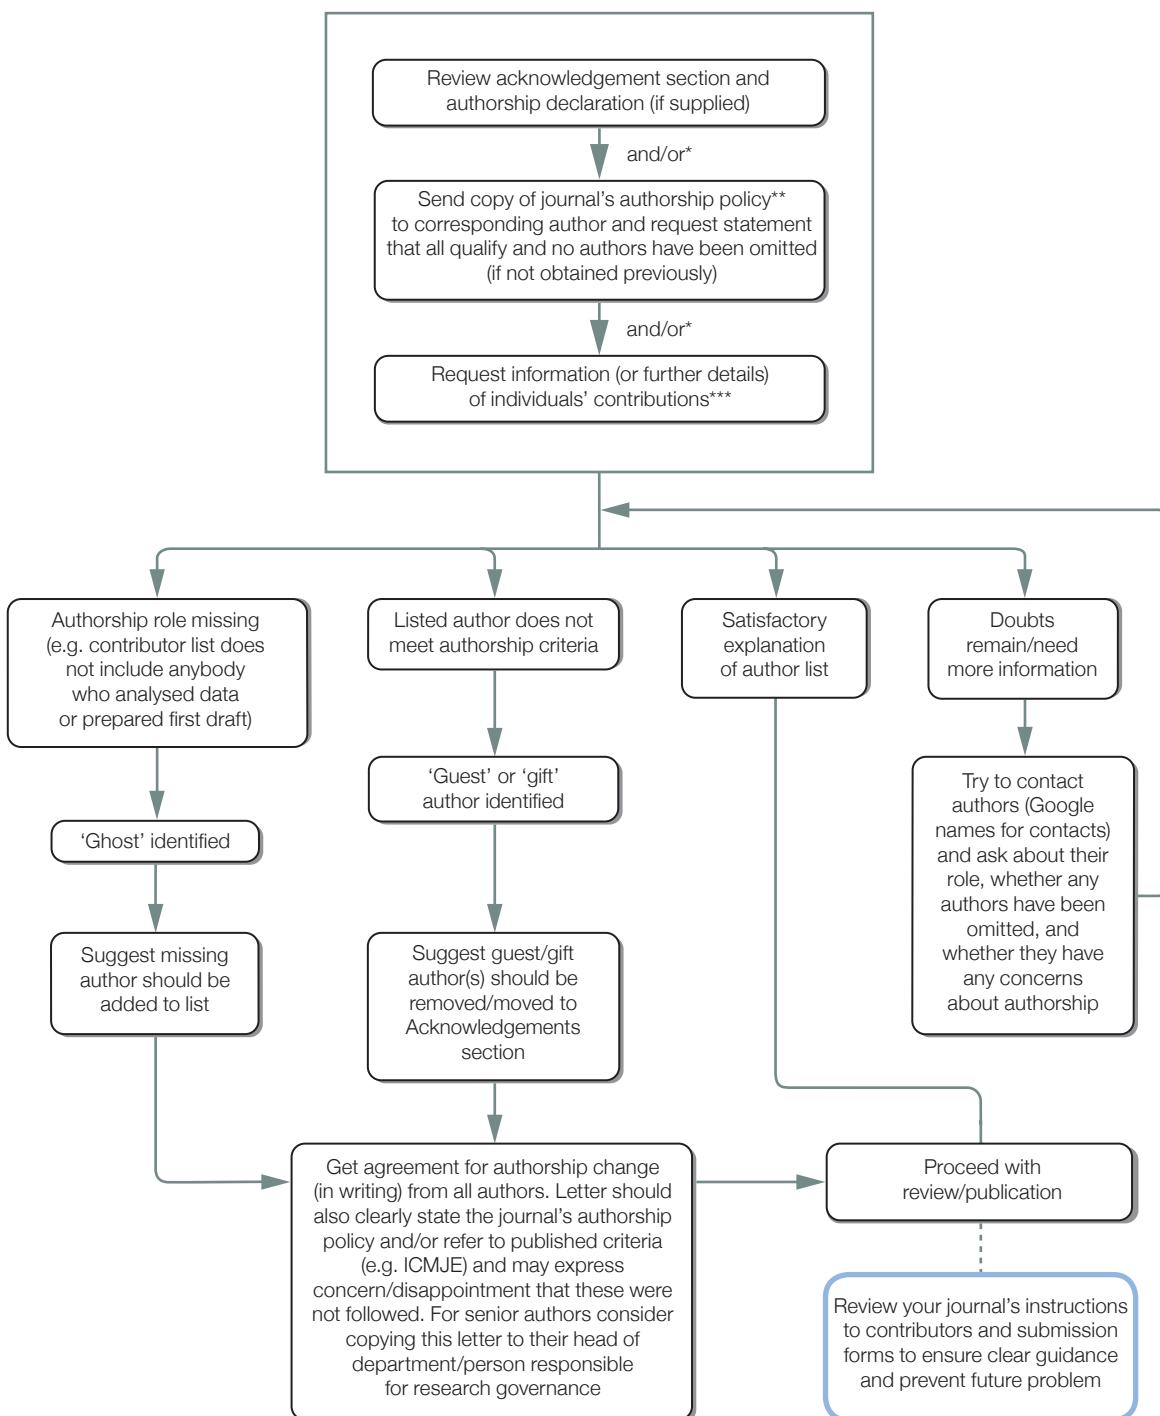 Review acknowledgement section and
authorship declaration (if supplied)
and/or*
Send copy of journal’s authorship policy**
to corresponding author and request statement
that all qualify and no authors have been omitted
(if not obtained previously)
and/or*
Request information (or further details)
of individuals’ contributions***
Authorship role missing
(e.g. contributor list does
not include anybody
who analysed data
or prepared first draft)
‘Ghost’ identified
Suggest missing
author should be
added to list
Listed author does not
meet authorship criteria
‘Guest’ or ‘gift’
author identified
Suggest guest/gift
author(s) should be
removed/moved to
Acknowledgements
section
Get agreement for authorship change
(in writing) from all authors. Letter should
also clearly state the journal’s authorship
policy and/or refer to published criteria
(e.g. ICMJE) and may express
concern/disappointment that these were
not followed. For senior authors consider
copying this letter to their head of
department/person responsible
for research governance
Satisfactory
explanation
of author list
Doubts
remain/need
more information
Try to contact
authors (Google
names for contacts)
and ask about their
role, whether any
authors have been
omitted, and
whether they have
any concerns
about authorship
Proceed with
review/publication
Review your journal’s instructions
to contributors and submission
forms to ensure clear guidance
and prevent future problem